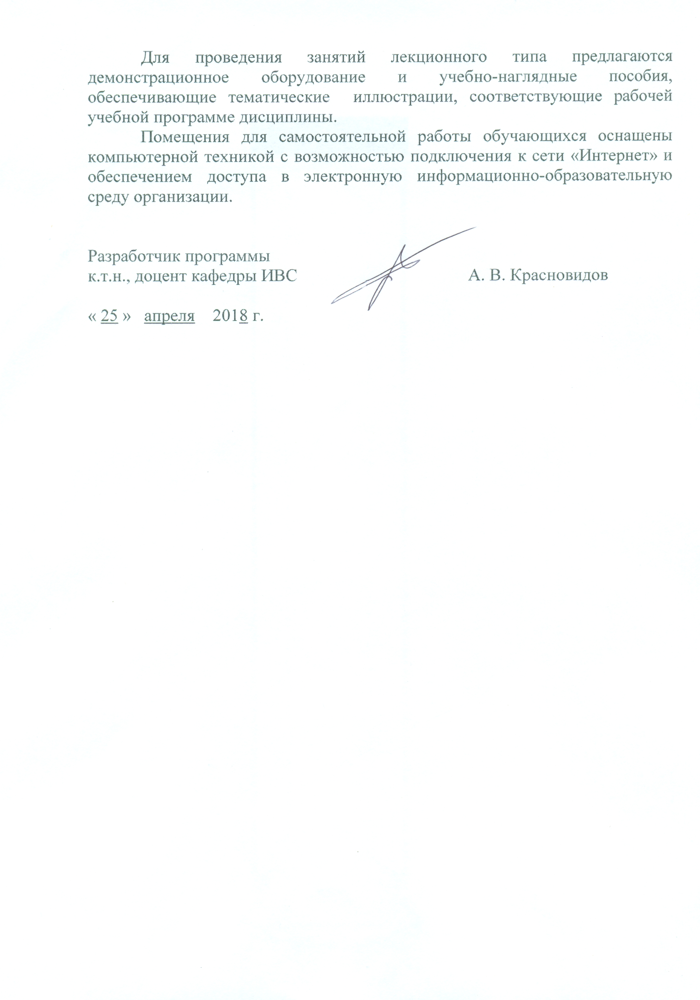 Для проведения занятий лекционного типа предлагаются
демонстрационное оборудование и учебно-наглядные пособия,
обеспечивающие тематические иллюстрации, соответствующие рабочей
учебной программе дисциплины.
Помещения для самостоятельной работы обучающихся оснащены
компьютерной техникой с возможностью подключения к сети «Интернет» и
обеспечением доступа в электронную информационно-образовательную
среду организации.
Разработчик программы
к.т.н., доцент кафедры ИВС А. В. Красновидов
« 25 » апреля 2018 г.